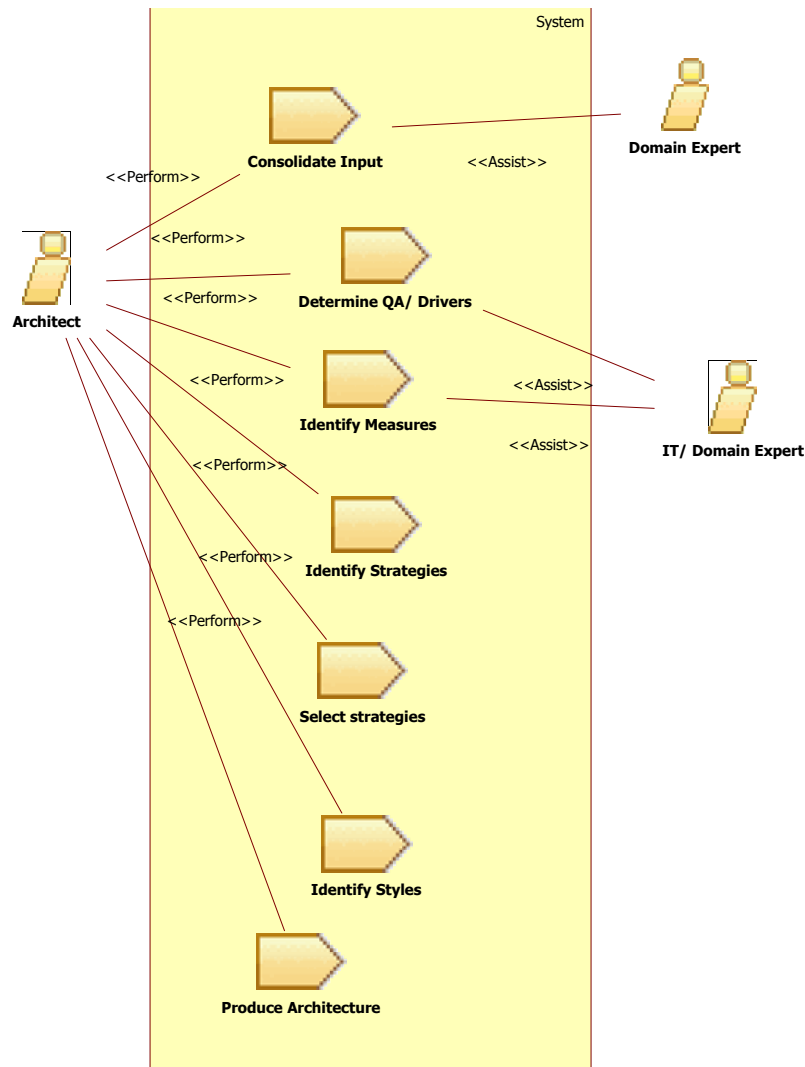 System
Domain Expert
Consolidate Input
<<Assist>>
<<Perform>>
<<Perform>>
Architect
<<Perform>>
Determine QA/ Drivers
<<Perform>>
<<Assist>>
Identify Measures
<<Assist>>
IT/ Domain Expert
<<Perform>>
<<Perform>>
Identify Strategies
<<Perform>>
Select strategies
Identify Styles
Produce Architecture